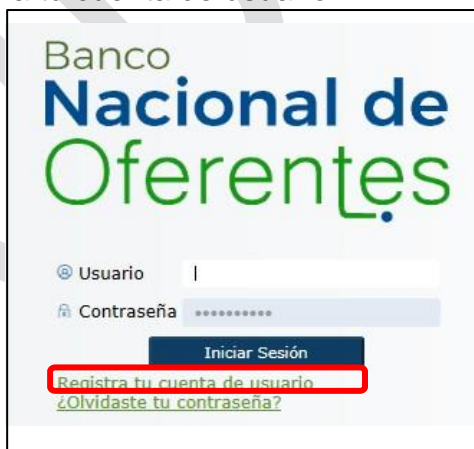 Banco
Nacional de
Oferentes
Usuario
Contraseña
Iniciar Sesión
Registra tu cuenta de usuario
¿Olvidaste tu contraseña?